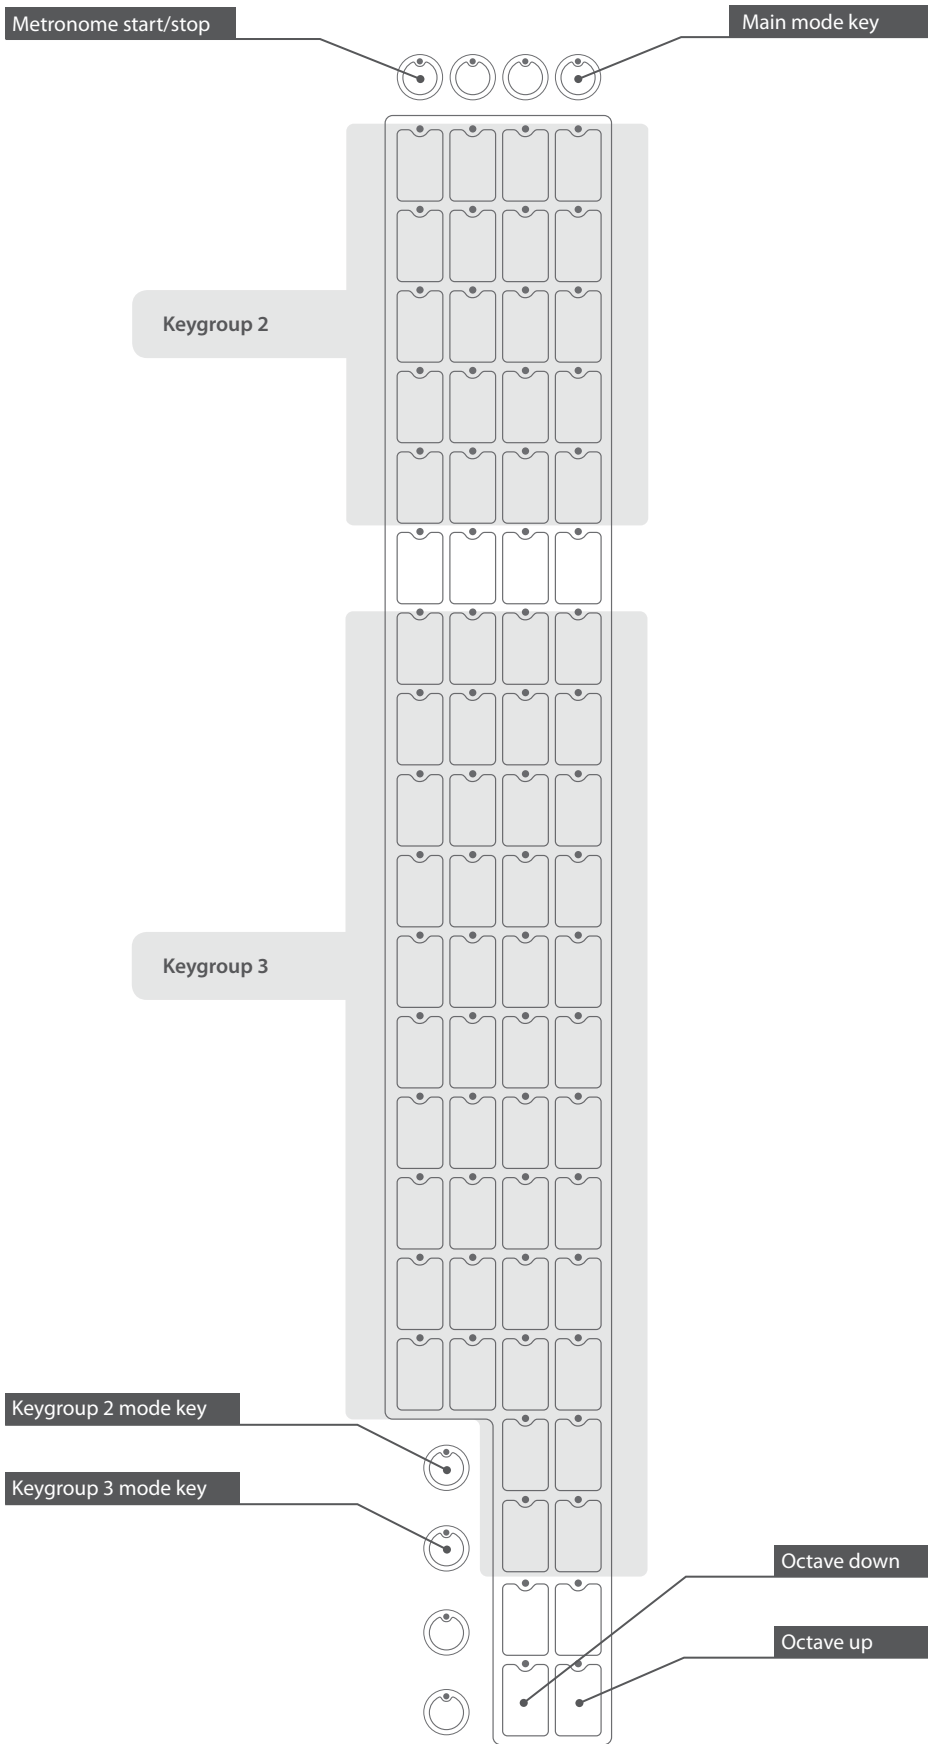 Metronome start/stop
Main mode key
Keygroup 2
Keygroup 3
Keygroup 2 mode key
Keygroup 3 mode key
Octave down
Octave up